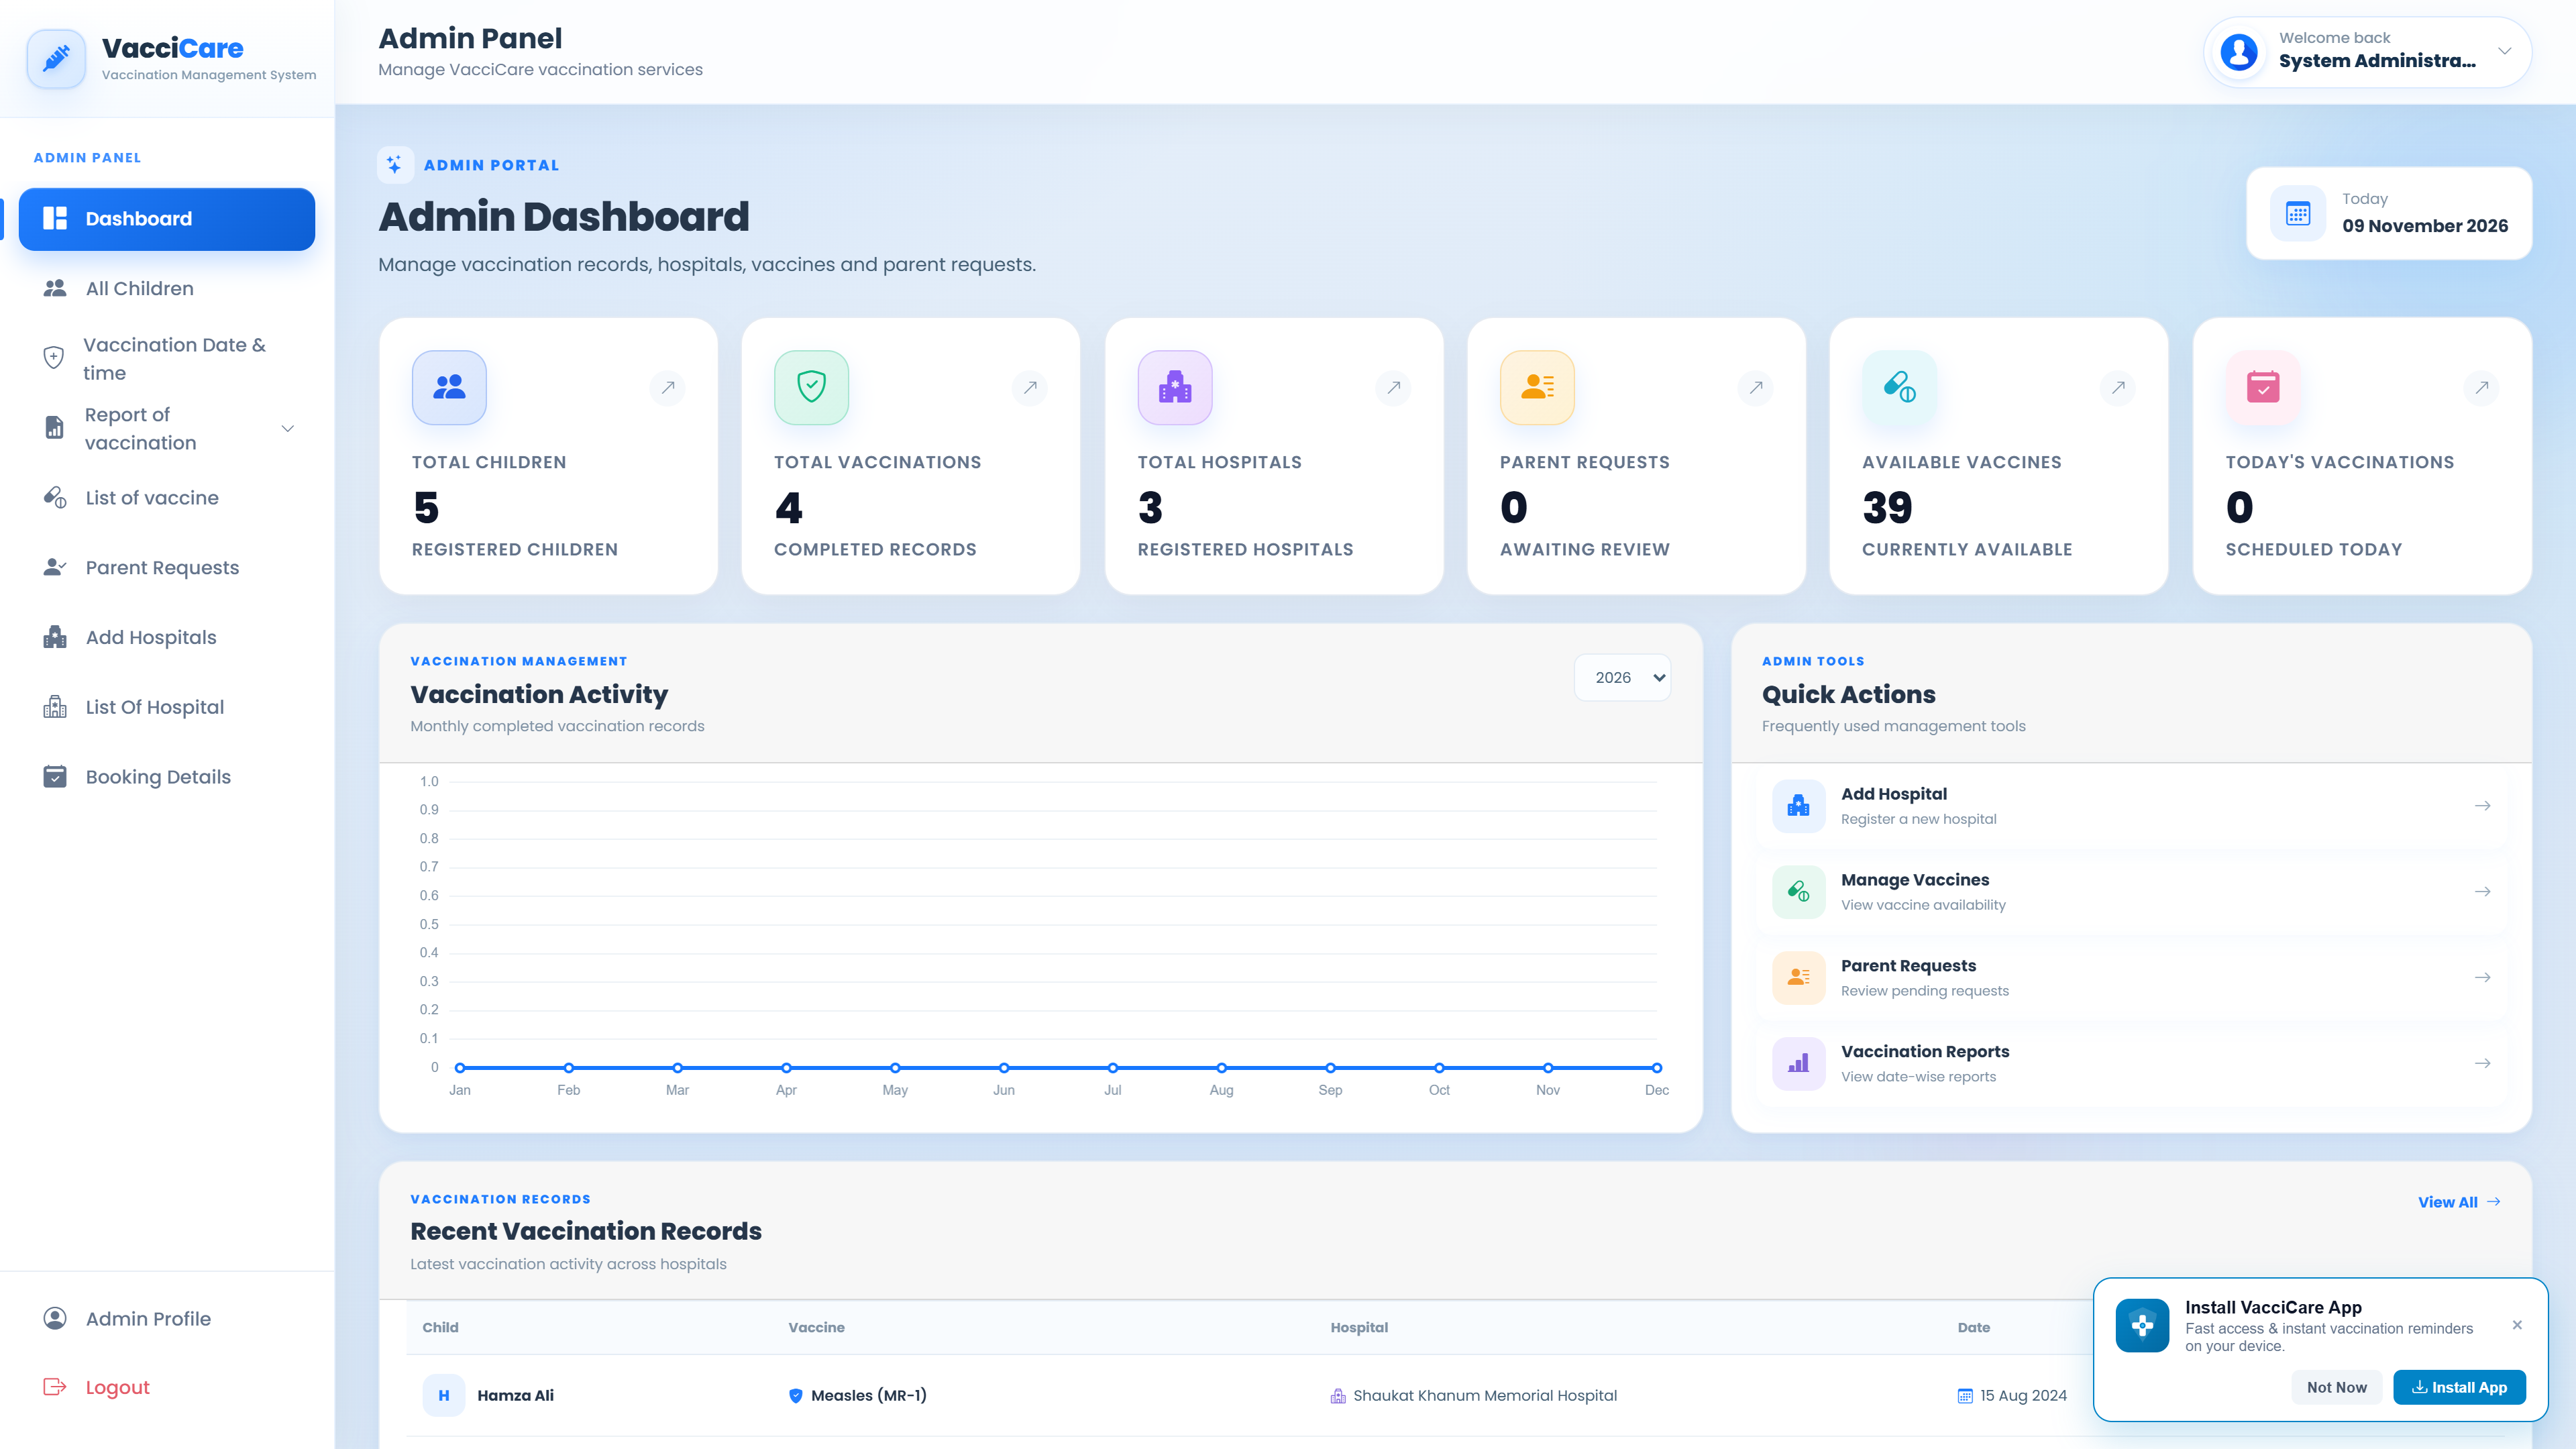 VacciCare
Vaccination Management System
ADMIN PANEL
Dashboard
All Children
Vaccination Date &
time
Report of
vaccination
List of vaccine
Parent Requests
Add Hospitals
List Of Hospital
Booking Details
Admin Profile
Logout
Admin Panel
Manage VacciCare vaccination services
Welcome back
System Administra...
ADMIN PORTAL
Admin Dashboard
Manage vaccination records, hospitals, vaccines and parent requests.
Today
09 November 2026
TOTAL CHILDREN
5
REGISTERED CHILDREN
TOTAL VACCINATIONS
4
COMPLETED RECORDS
TOTAL HOSPITALS
3
REGISTERED HOSPITALS
PARENT REQUESTS
0
AWAITING REVIEW
AVAILABLE VACCINES
39
CURRENTLY AVAILABLE
TODAY'S VACCINATIONS
0
SCHEDULED TODAY
VACCINATION MANAGEMENT
Vaccination Activity
Monthly completed vaccination records
2026
1.0
0.9
0.8
0.7
0.6
0.5
0.4
0.3
0.2
0.1
0
Jan Feb Mar Apr May Jun Jul Aug Sep Oct Nov Dec
ADMIN TOOLS
Quick Actions
Frequently used management tools
Add Hospital
Register a new hospital
Manage Vaccines
View vaccine availability
Parent Requests
Review pending requests
Vaccination Reports
View date-wise reports
VACCINATION RECORDS
Recent Vaccination Records
Latest vaccination activity across hospitals
View All
Child Vaccine Hospital Date
H Hamza Ali Measles (MR-1) Shaukat Khanum Memorial Hospital 15 Aug 2024
Install VacciCare App
Fast access & instant vaccination reminders
on your device.
Not Now Install App